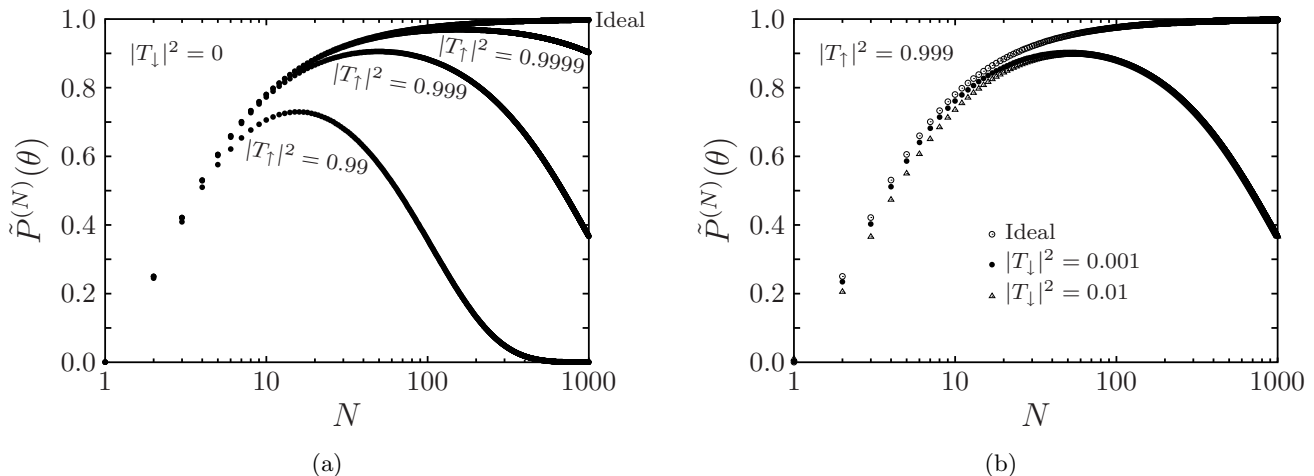 1.0
0.8
0.6
0.4
0.2
0.0
P̃^(N)(θ)
|T↓|² = 0
Ideal
|T↑|² = 0.9999
|T↑|² = 0.999
|T↑|² = 0.99
1 10 100 1000
N
(a)
1.0
0.8
0.6
0.4
0.2
0.0
P̃^(N)(θ)
|T↑|² = 0.999
Ideal
|T↓|² = 0.001
|T↓|² = 0.01
1 10 100 1000
N
(b)